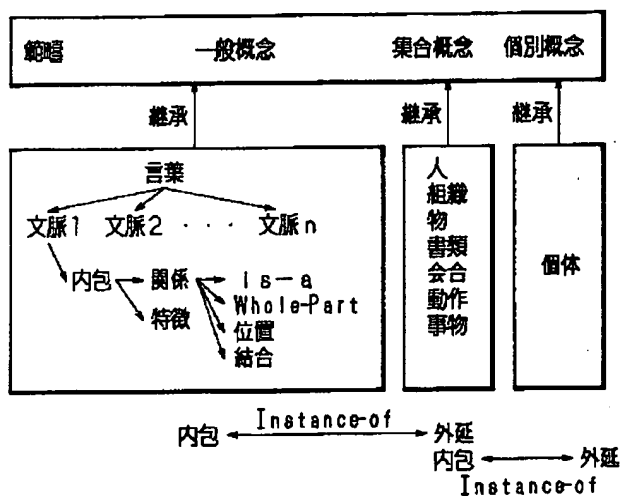 範疇 一般概念 集合概念 個別概念
継承 継承 継承
言葉
文脈1 文脈2 ・・・ 文脈n
内包 関係 is-a
Whole-Part
特徴
位置
結合
人
組織
物
書類
会合
動作
事物
個体
内包 Instance-of 外延
内包 外延
Instance-of